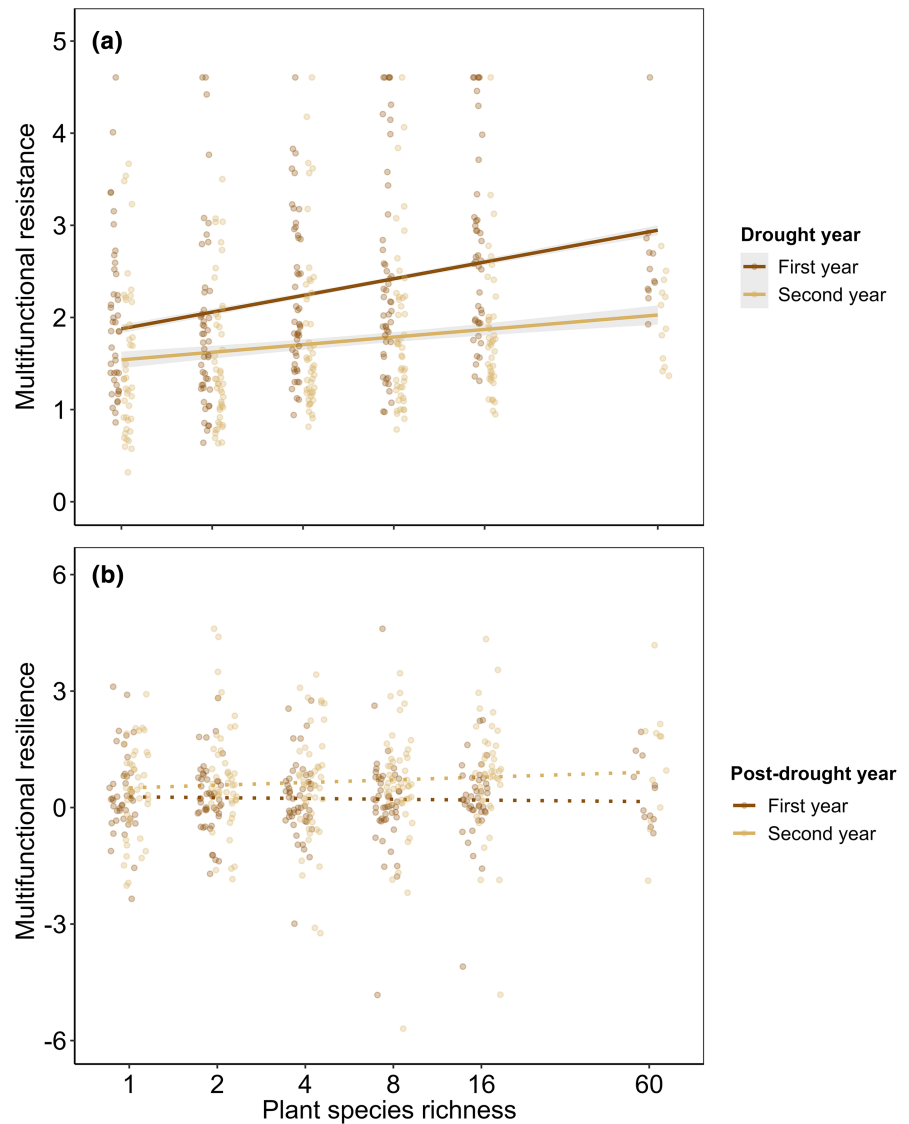 (a)
5
4
3
2
1
0
Multifunctional resistance
Drought year
First year
Second year
(b)
6
3
0
-3
-6
Multifunctional resilience
Post-drought year
First year
Second year
1 2 4 8 16 60
Plant species richness